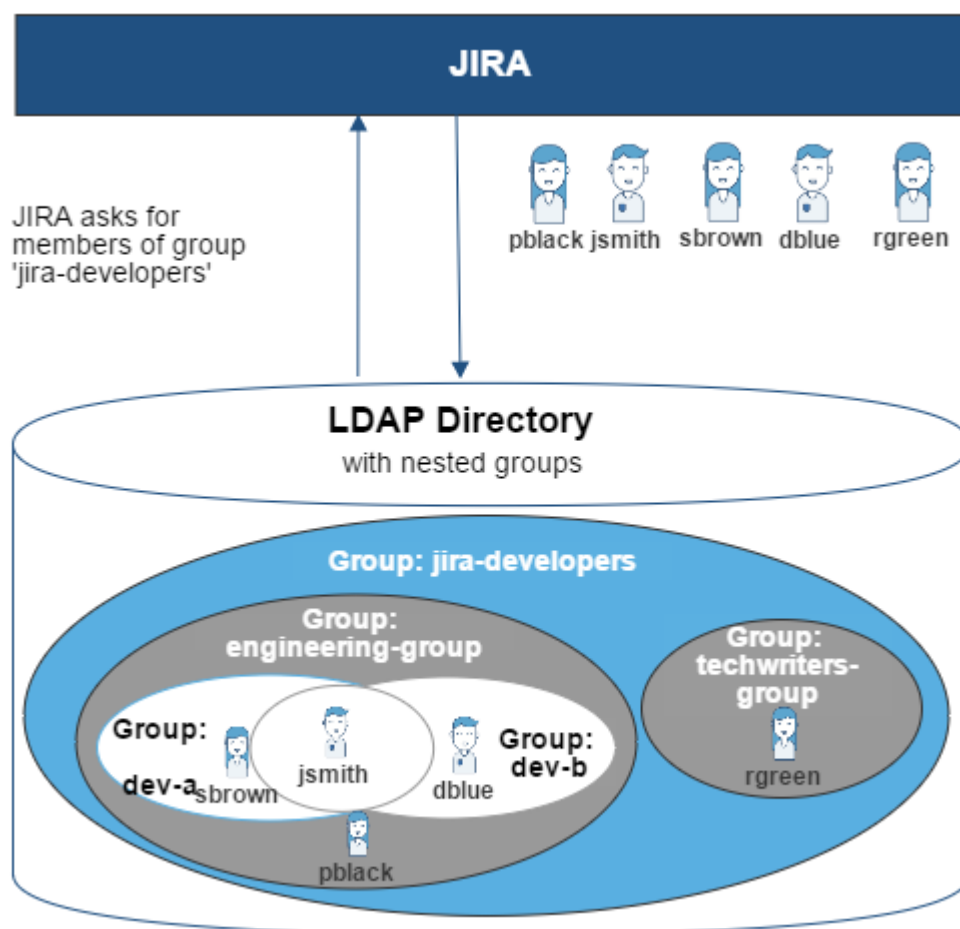 JIRA
JIRA asks for
members of group
'jira-developers'
pblack jsmith sbrown dblue rgreen
LDAP Directory
with nested groups
Group: jira-developers
Group:
engineering-group
Group:
techwriters-
group
Group:
dev-a
sbrown
jsmith
dblue
Group:
dev-b
rgreen
pblack